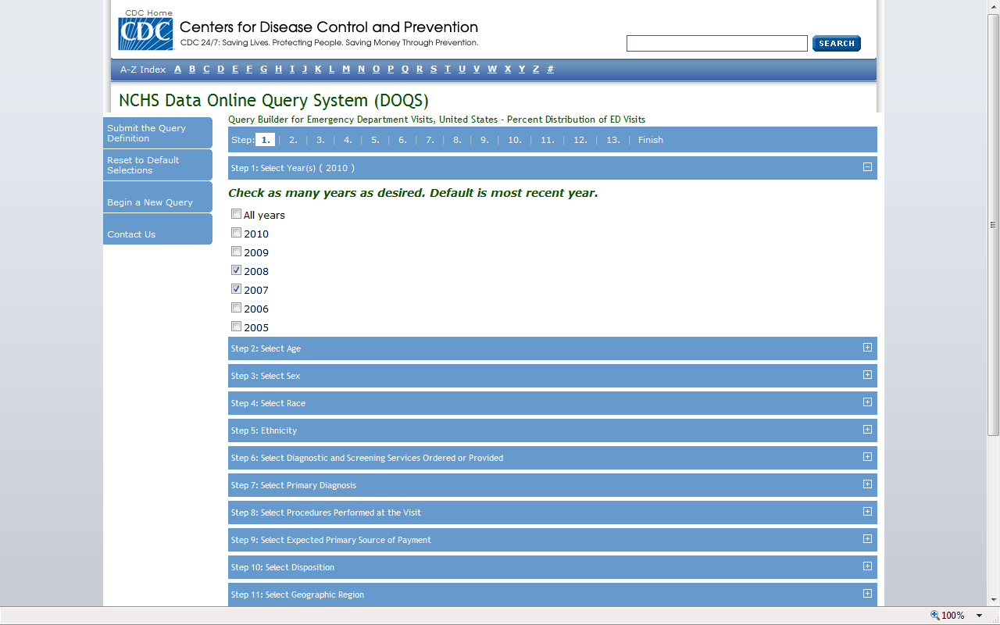 CDC Home
CDC
Centers for Disease Control and Prevention
CDC 24/7: Saving Lives. Protecting People. Saving Money Through Prevention.
SEARCH
A-Z Index A B C D E F G H I J K L M N O P Q R S T U V W X Y Z #
NCHS Data Online Query System (DOQS)
Submit the Query
Definition
Reset to Default
Selections
Begin a New Query
Contact Us
Query Builder for Emergency Department Visits, United States - Percent Distribution of ED Visits
Step: 1. | 2. | 3. | 4. | 5. | 6. | 7. | 8. | 9. | 10. | 11. | 12. | 13. | Finish
Step 1: Select Year(s) ( 2010 )
Check as many years as desired. Default is most recent year.
All years
2010
2009
2008
2007
2006
2005
Step 2: Select Age
Step 3: Select Sex
Step 4: Select Race
Step 5: Ethnicity
Step 6: Select Diagnostic and Screening Services Ordered or Provided
Step 7: Select Primary Diagnosis
Step 8: Select Procedures Performed at the Visit
Step 9: Select Expected Primary Source of Payment
Step 10: Select Disposition
Step 11: Select Geographic Region
100%